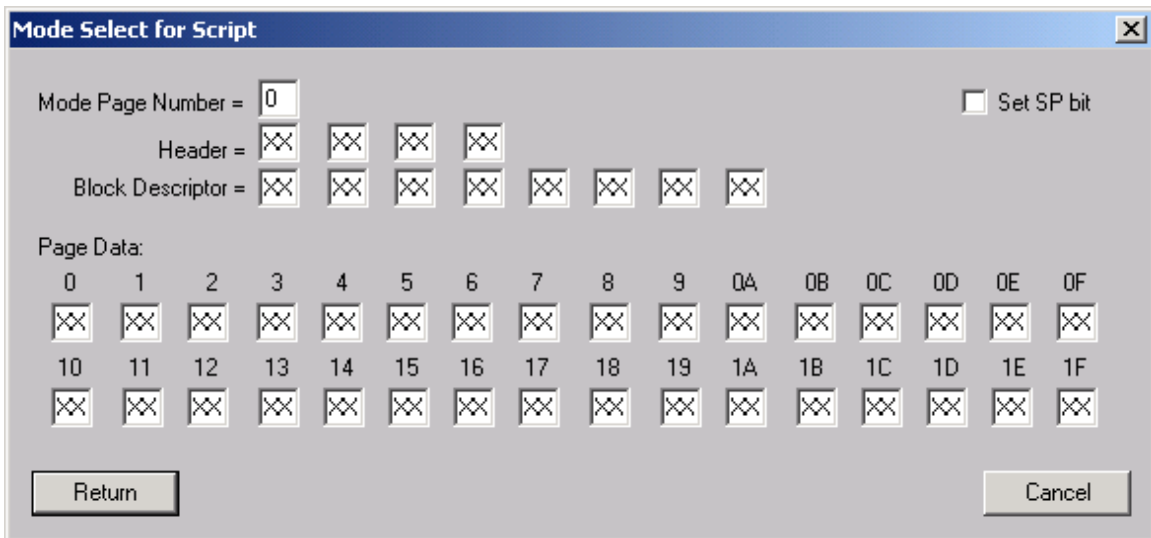 Mode Select for Script
Mode Page Number = 0
Set SP bit
Header = XX XX XX XX
Block Descriptor = XX XX XX XX XX XX XX XX
Page Data:
0 1 2 3 4 5 6 7 8 9 0A 0B 0C 0D 0E 0F
XX XX XX XX XX XX XX XX XX XX XX XX XX XX XX XX
10 11 12 13 14 15 16 17 18 19 1A 1B 1C 1D 1E 1F
XX XX XX XX XX XX XX XX XX XX XX XX XX XX XX XX
Return Cancel